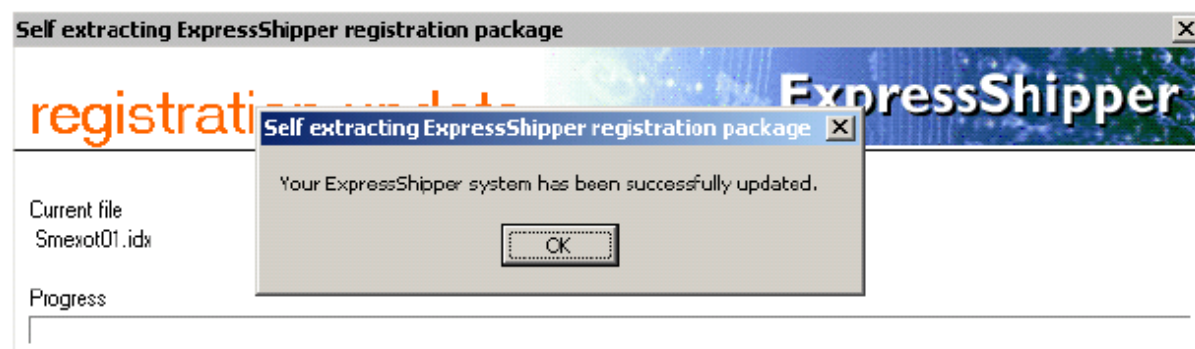 Self extracting ExpressShipper registration package
ExpressShipper
registrati
Self extracting ExpressShipper registration package
Your ExpressShipper system has been successfully updated.
OK
Current file
Smexot01.idx
Progress